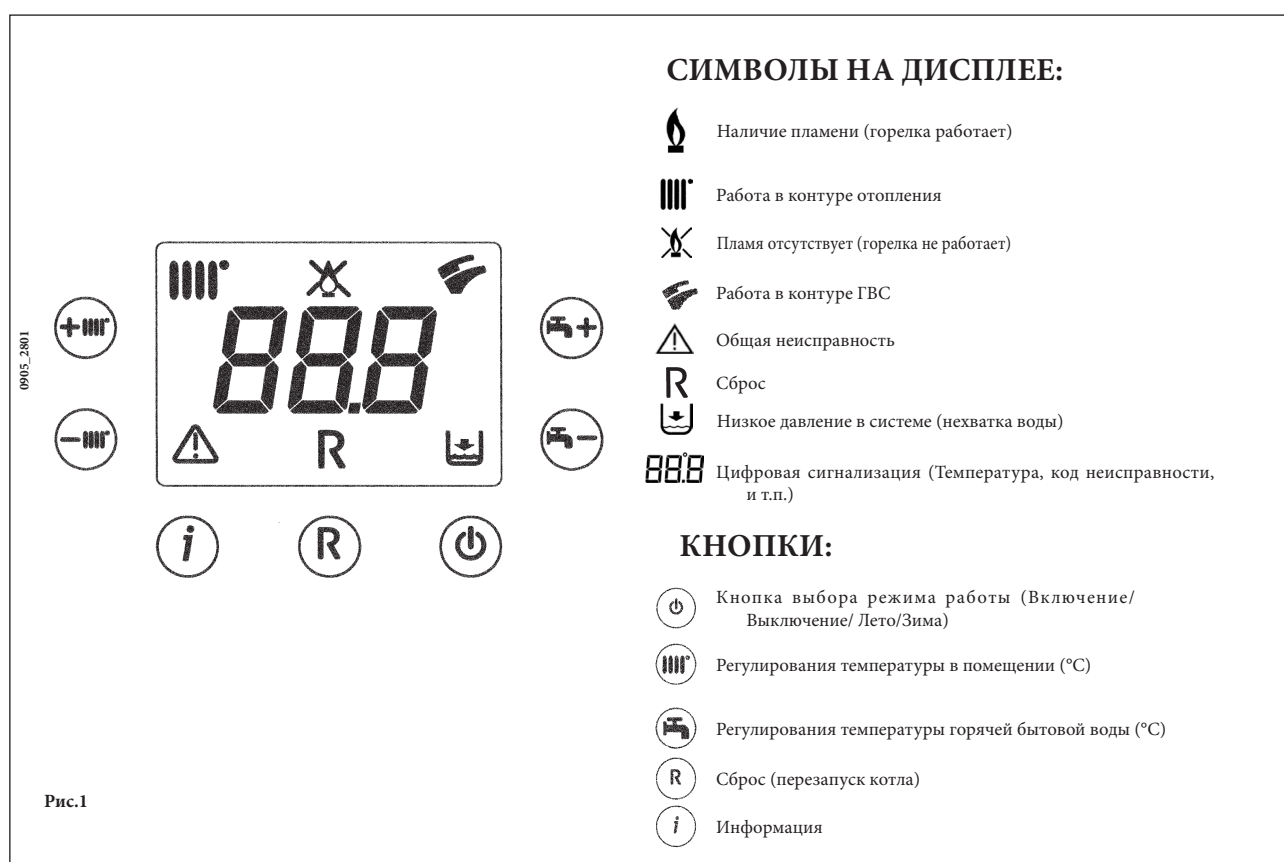 СИМВОЛЫ НА ДИСПЛЕЕ:
Наличие пламени (горелка работает)
Работа в контуре отопления
Пламя отсутствует (горелка не работает)
Работа в контуре ГВС
Общая неисправность
R Сброс
Низкое давление в системе (нехватка воды)
88.8 Цифровая сигнализация (Температура, код неисправности,
и т.п.)
КНОПКИ:
Кнопка выбора режима работы (Включение/
Выключение/ Лето/Зима)
Регулирования температуры в помещении (°C)
Регулирования температуры горячей бытовой воды (°C)
R Сброс (перезапуск котла)
i Информация
0905_2801
+
+
88.8
-
-
R
i
R
Рис.1